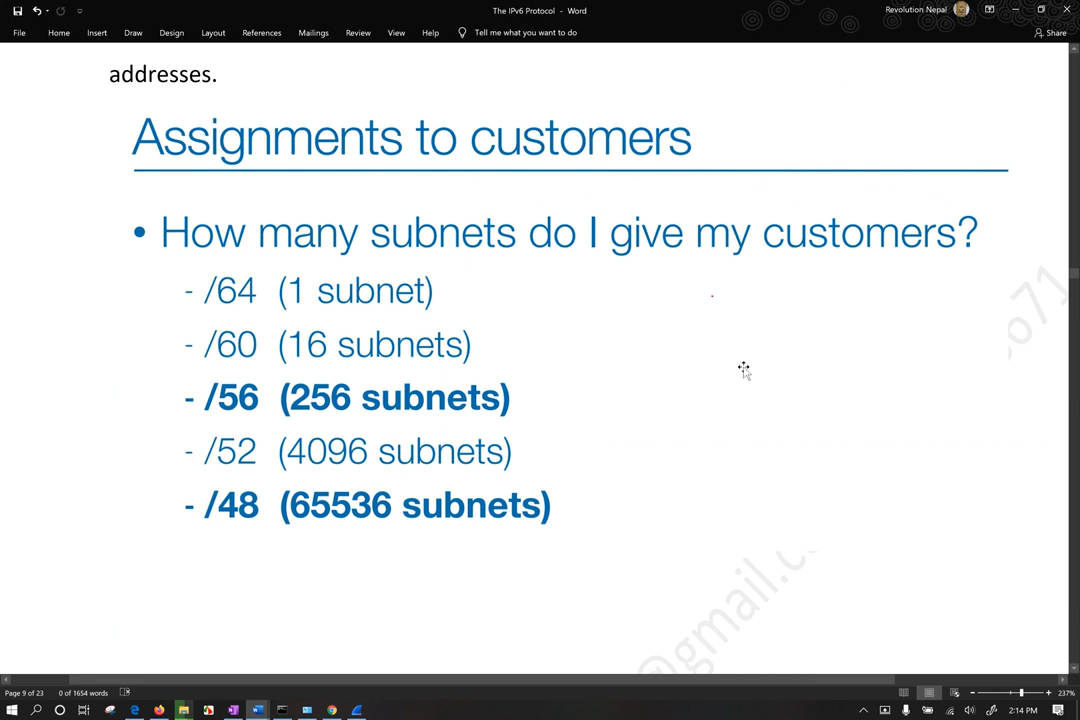 The IPv6 Protocol - Word
Revolution Nepal
File Home Insert Draw Design Layout References Mailings Review View Help Tell me what you want to do
Share
addresses.
Assignments to customers
• How many subnets do I give my customers?
- /64 (1 subnet)
- /60 (16 subnets)
- /56 (256 subnets)
- /52 (4096 subnets)
- /48 (65536 subnets)
o71
@gmail.c
Page 9 of 23 0 of 1654 words
237%
2:14 PM